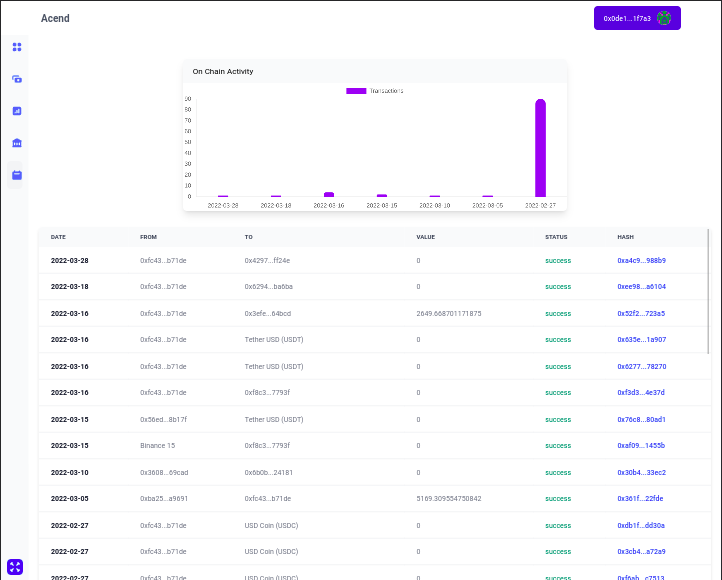 Acend
0x0de1...1f7a3
On Chain Activity
Transactions
90
80
70
60
50
40
30
20
10
0
2022-03-28 2022-03-18 2022-03-16 2022-03-15 2022-03-10 2022-03-05 2022-02-27
DATE FROM TO VALUE STATUS HASH
2022-03-28 0xfc43...b71de 0x4297...ff24e 0 success 0xa4c9...988b9
2022-03-18 0xfc43...b71de 0x6294...ba6ba 0 success 0xee98...a6104
2022-03-16 0xfc43...b71de 0x3efe...64bcd 2649.668701171875 success 0x52f2...723a5
2022-03-16 0xfc43...b71de Tether USD (USDT) 0 success 0x635e...1a907
2022-03-16 0xfc43...b71de Tether USD (USDT) 0 success 0x6277...78270
2022-03-16 0xfc43...b71de 0xf8c3...7793f 0 success 0xf3d3...4e37d
2022-03-15 0x56ed...8b17f Tether USD (USDT) 0 success 0x76c8...80ad1
2022-03-15 Binance 15 0xf8c3...7793f 0 success 0xaf09...1455b
2022-03-10 0x3608...69cad 0x6b0b...24181 0 success 0x30b4...33ec2
2022-03-05 0xba25...a9691 0xfc43...b71de 5169.309554750842 success 0x361f...22fde
2022-02-27 0xfc43...b71de USD Coin (USDC) 0 success 0xdb1f...dd30a
2022-02-27 0xfc43...b71de USD Coin (USDC) 0 success 0x3cb4...a72a9
2022-02-27 0xfc43...b71de USD Coin (USDC) 0 success 0xf6ab...c7513